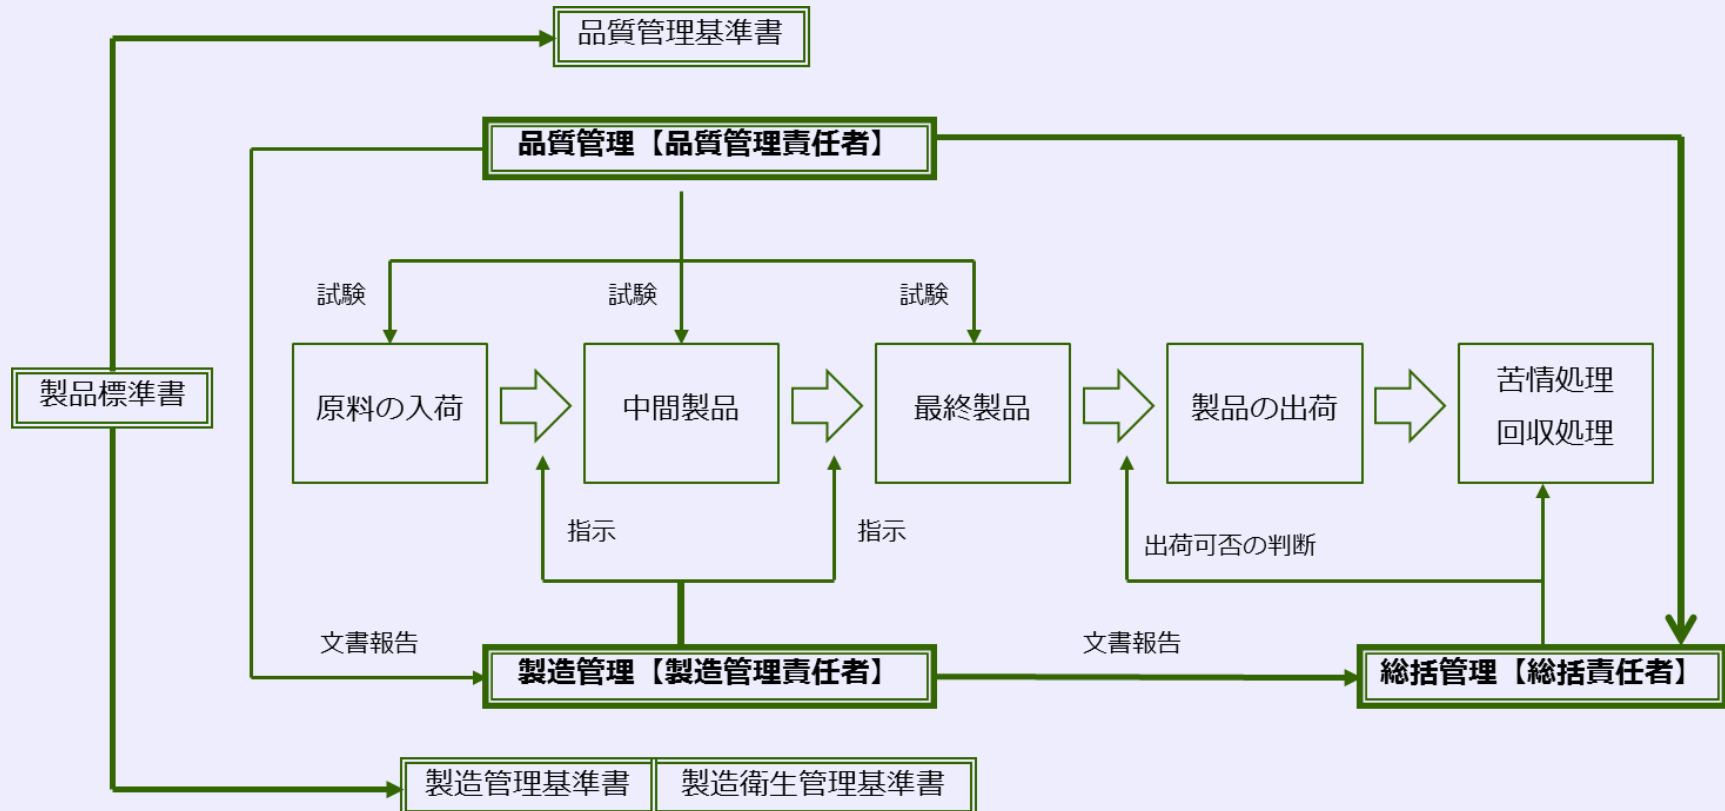 品質管理基準書
品質管理【品質管理責任者】
試験
試験
試験
製品標準書
原料の入荷
中間製品
最終製品
製品の出荷
苦情処理
回収処理
指示
指示
出荷可否の判断
文書報告
文書報告
製造管理【製造管理責任者】
総括管理【総括責任者】
製造管理基準書
製造衛生管理基準書